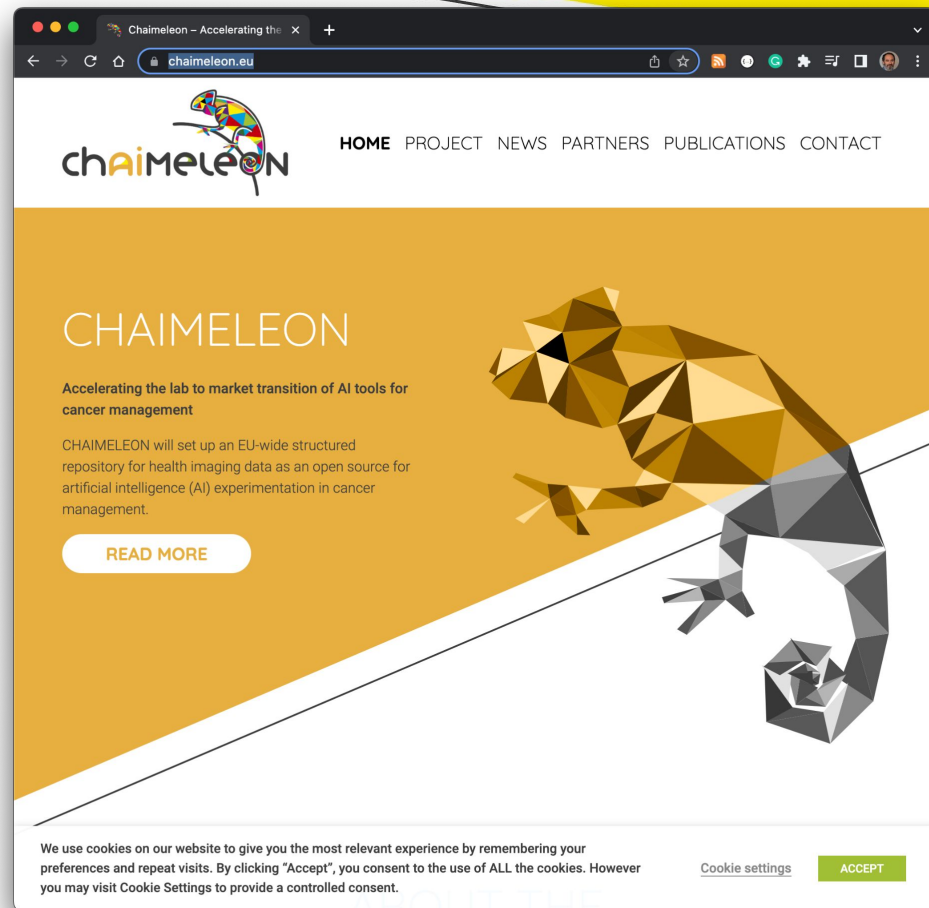 Chaimeleon – Accelerating the
chaimeleon.eu
chaimeleon
HOME PROJECT NEWS PARTNERS PUBLICATIONS CONTACT
CHAIMELEON
Accelerating the lab to market transition of AI tools for
cancer management
CHAIMELEON will set up an EU-wide structured
repository for health imaging data as an open source for
artificial intelligence (AI) experimentation in cancer
management.
READ MORE
We use cookies on our website to give you the most relevant experience by remembering your
preferences and repeat visits. By clicking “Accept”, you consent to the use of ALL the cookies. However
you may visit Cookie Settings to provide a controlled consent.
Cookie settings
ACCEPT
ABOUT THE